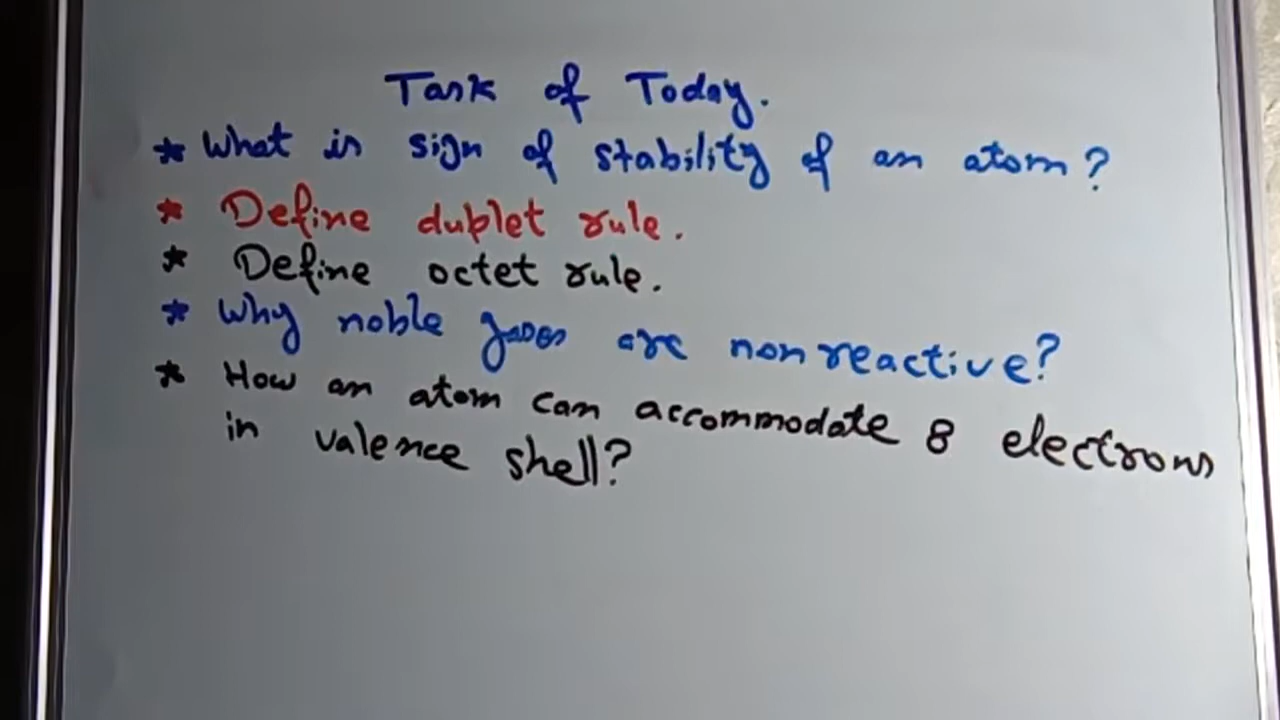 Task of Today.
* What is sign of stability of an atom?
* Define duplet rule.
* Define octet rule.
* Why noble gases are non reactive?
* How an atom can accommodate 8 electrons
in valence shell?